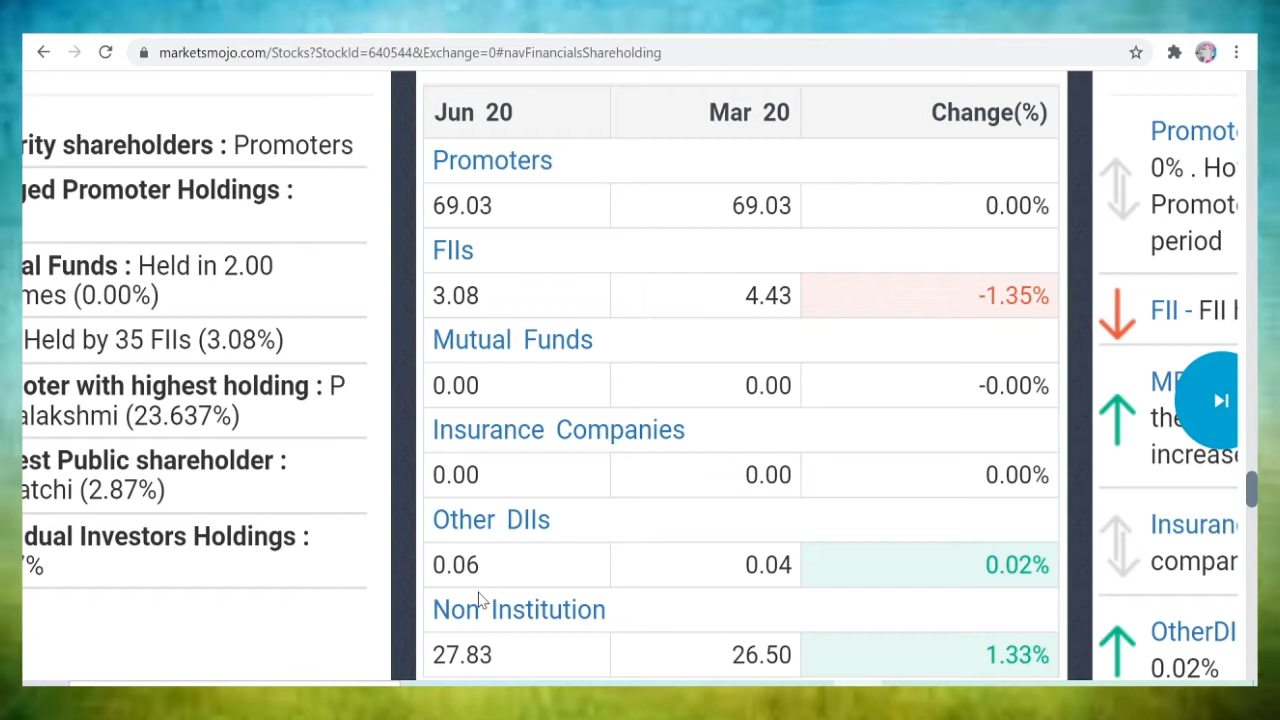 marketsmojo.com/Stocks?StockId=640544&Exchange=0#navFinancialsShareholding
rity shareholders : Promoters
ged Promoter Holdings :
al Funds : Held in 2.00
mes (0.00%)
Held by 35 FIIs (3.08%)
oter with highest holding : P
alakshmi (23.637%)
est Public shareholder :
atchi (2.87%)
dual Investors Holdings :
%
Jun 20 Mar 20 Change(%)
Promoters
69.03 69.03 0.00%
FIIs
3.08 4.43 -1.35%
Mutual Funds
0.00 0.00 -0.00%
Insurance Companies
0.00 0.00 0.00%
Other DIIs
0.06 0.04 0.02%
Non Institution
27.83 26.50 1.33%
Promot
0% . Ho
Promot
period
FII - FII
the
increase
Insuran
compar
OtherDI
0.02%